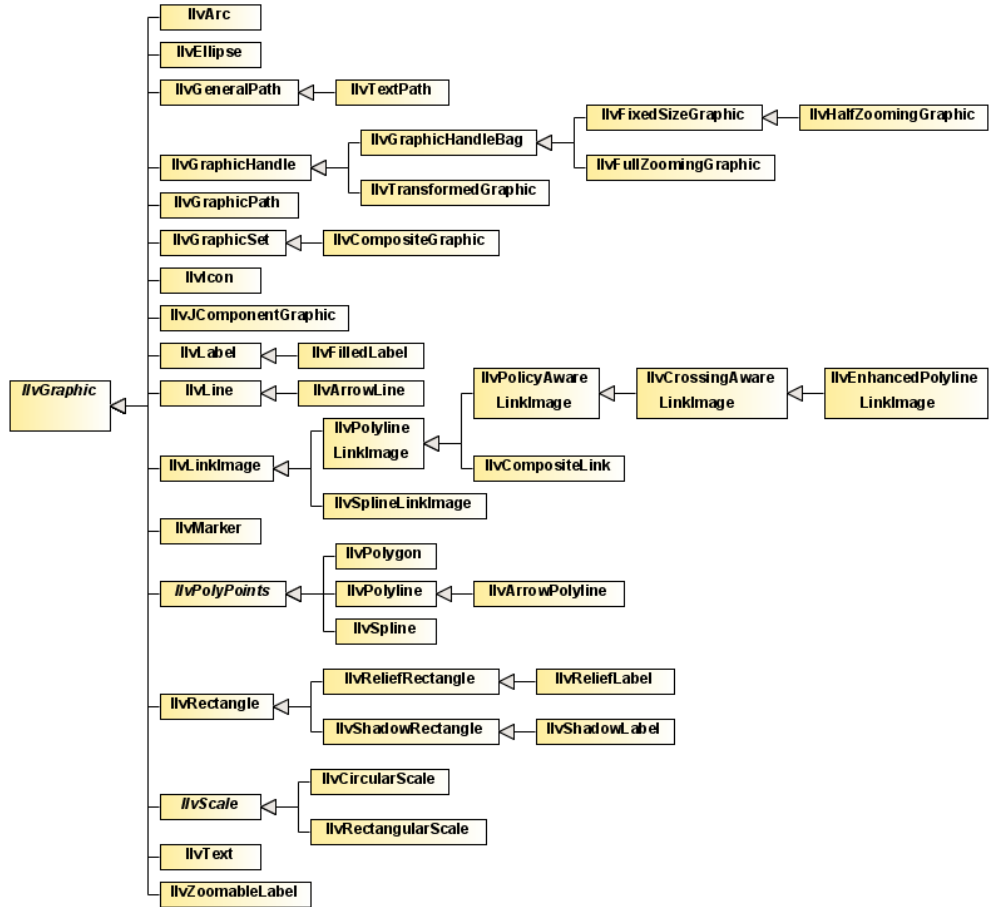 IlvArc
IlvEllipse
IlvGeneralPath
IlvTextPath
IlvFixedSizeGraphic
IlvHalfZoomingGraphic
IlvGraphicHandleBag
IlvGraphicHandle
IlvFullZoomingGraphic
IlvTransformedGraphic
IlvGraphicPath
IlvGraphicSet
IlvCompositeGraphic
IlvIcon
IlvJComponentGraphic
IlvLabel
IlvFilledLabel
IlvGraphic
IlvLine
IlvArrowLine
IlvPolicyAware
LinkImage
IlvCrossingAware
LinkImage
IlvEnhancedPolyline
LinkImage
IlvPolyline
LinkImage
IlvLinkImage
IlvCompositeLink
IlvSplineLinkImage
IlvMarker
IlvPolygon
IlvPolyPoints
IlvPolyline
IlvArrowPolyline
IlvSpline
IlvReliefRectangle
IlvReliefLabel
IlvRectangle
IlvShadowRectangle
IlvShadowLabel
IlvCircularScale
IlvScale
IlvRectangularScale
IlvText
IlvZoomableLabel